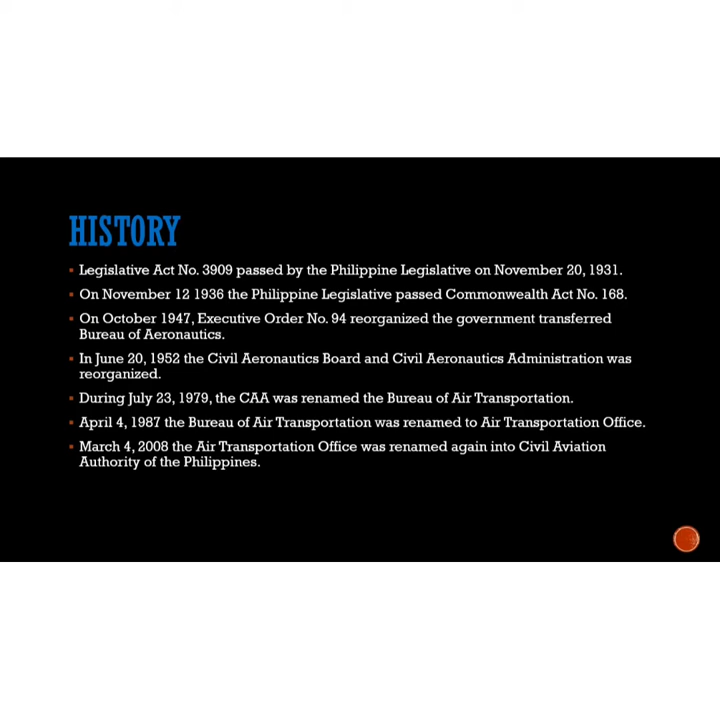 HISTORY
Legislative Act No. 3909 passed by the Philippine Legislative on November 20, 1931.
On November 12 1936 the Philippine Legislative passed Commonwealth Act No. 168.
On October 1947, Executive Order No. 94 reorganized the government transferred
Bureau of Aeronautics.
In June 20, 1952 the Civil Aeronautics Board and Civil Aeronautics Administration was
reorganized.
During July 23, 1979, the CAA was renamed the Bureau of Air Transportation.
April 4, 1987 the Bureau of Air Transportation was renamed to Air Transportation Office.
March 4, 2008 the Air Transportation Office was renamed again into Civil Aviation
Authority of the Philippines.